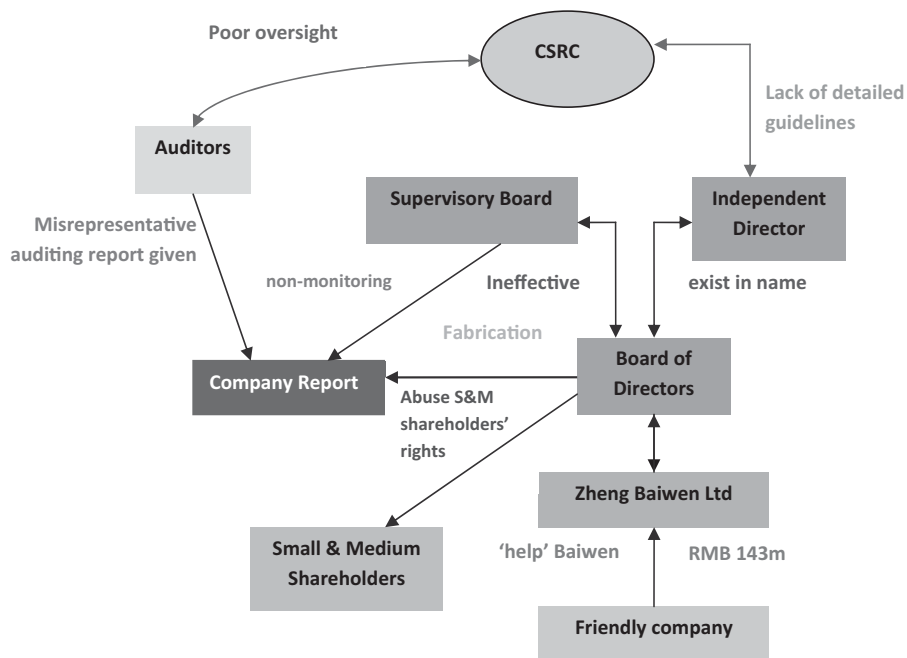 Poor oversight
CSRC
Lack of detailed
guidelines
Auditors
Supervisory Board
Independent
Director
Misrepresentative
auditing report given
non-monitoring
Ineffective
exist in name
Fabrication
Board of
Directors
Company Report
Abuse S&M
shareholders’
rights
Zheng Baiwen Ltd
Small & Medium
Shareholders
‘help’ Baiwen
RMB 143m
Friendly company